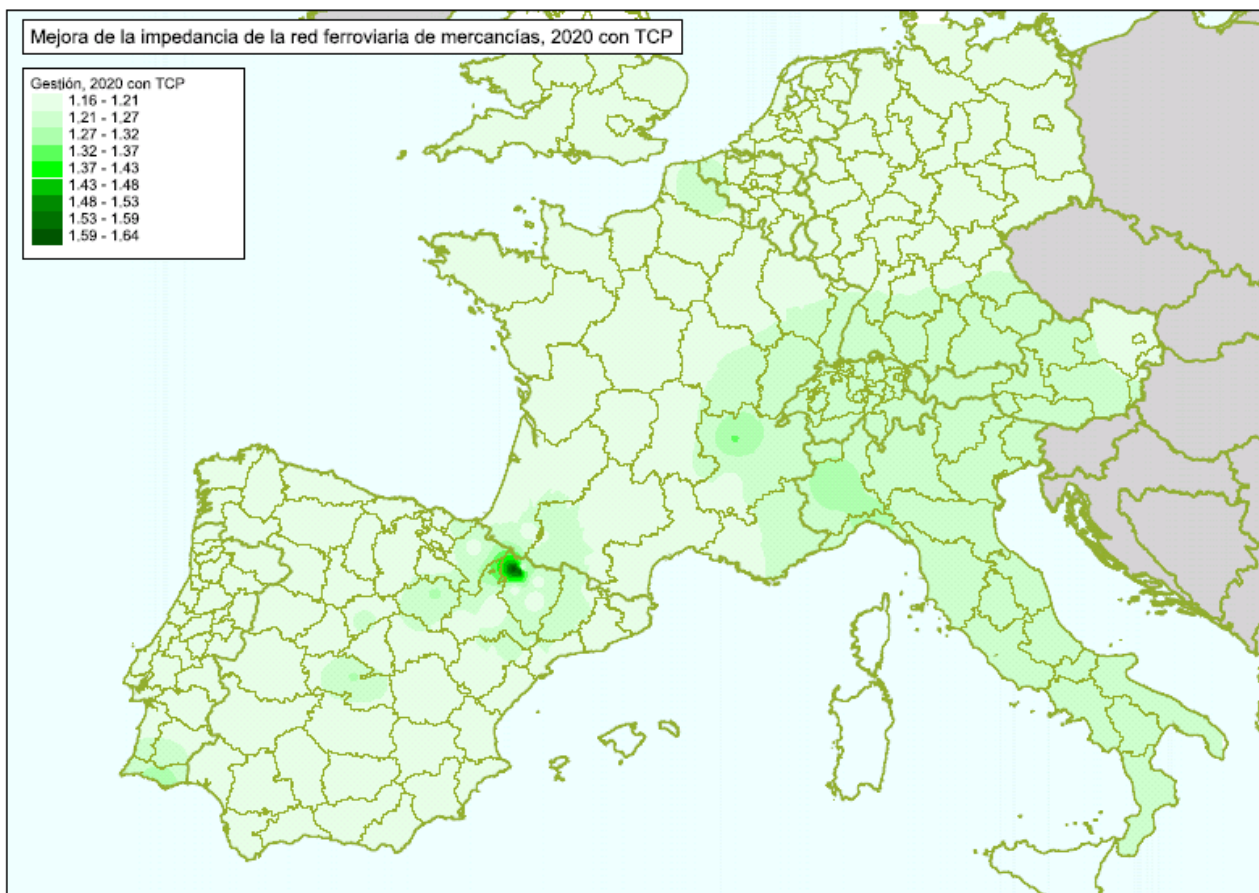 Mejora de la impedancia de la red ferroviaria de mercancías, 2020 con TCP
Gestión, 2020 con TCP
1.16 - 1.21
1.21 - 1.27
1.27 - 1.32
1.32 - 1.37
1.37 - 1.43
1.43 - 1.48
1.48 - 1.53
1.53 - 1.59
1.59 - 1.64